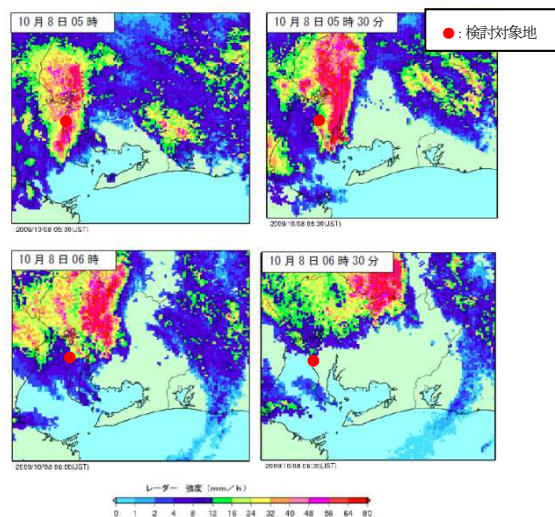 10月8日05時
10月8日05時30分
●:検討対象地
2009/10/08 05:00(JST)
2009/10/08 05:30(JST)
10月8日06時
10月8日06時30分
2009/10/08 06:00(JST)
2009/10/08 06:30(JST)
レーダー 強度(mm/h)
0 1 2 4 8 12 16 24 32 40 48 56 64 80